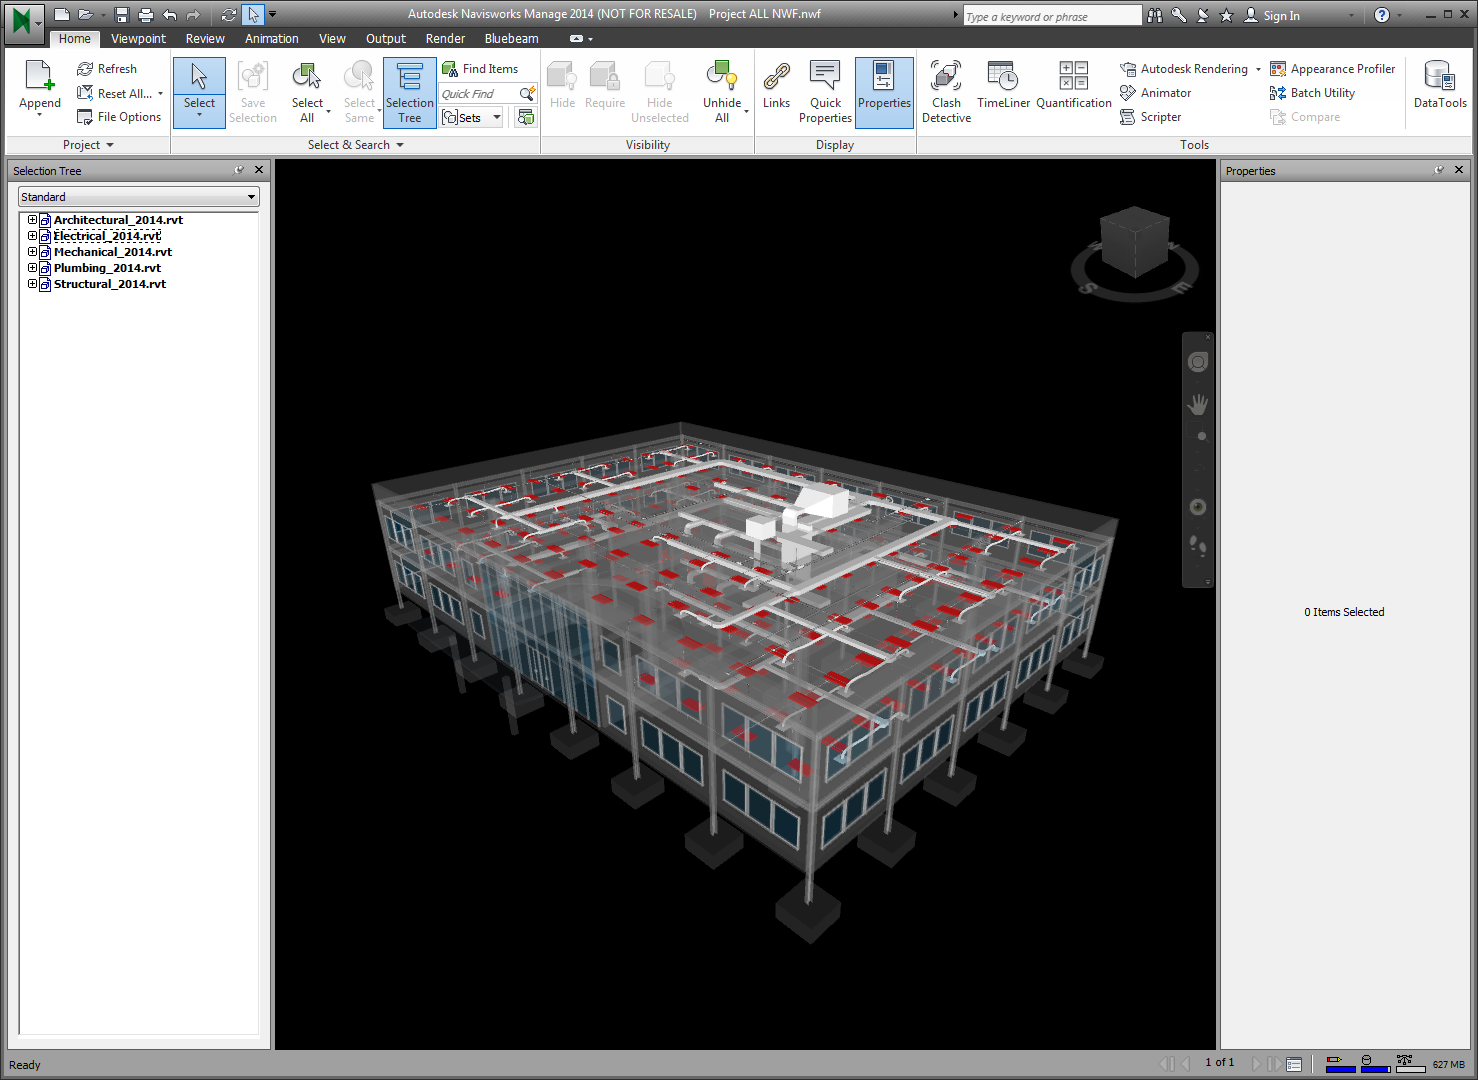 Autodesk Navisworks Manage 2014 (NOT FOR RESALE) Project ALL NWF.nwf
Type a keyword or phrase
Sign In
Home Viewpoint Review Animation View Output Render Bluebeam
Append
Refresh
Reset All...
File Options
Project
Select
Save Selection
Select All
Select Same
Selection Tree
Find Items
Quick Find
Sets
Select & Search
Hide
Require
Hide Unselected
Unhide All
Visibility
Links
Quick Properties
Properties
Display
Clash Detective
TimeLiner
Quantification
Autodesk Rendering
Animator
Scripter
Appearance Profiler
Batch Utility
Compare
DataTools
Tools
Selection Tree
Standard
Architectural_2014.rvt
Electrical_2014.rvt
Mechanical_2014.rvt
Plumbing_2014.rvt
Structural_2014.rvt
S
E
Properties
0 Items Selected
Ready
1 of 1
627 MB